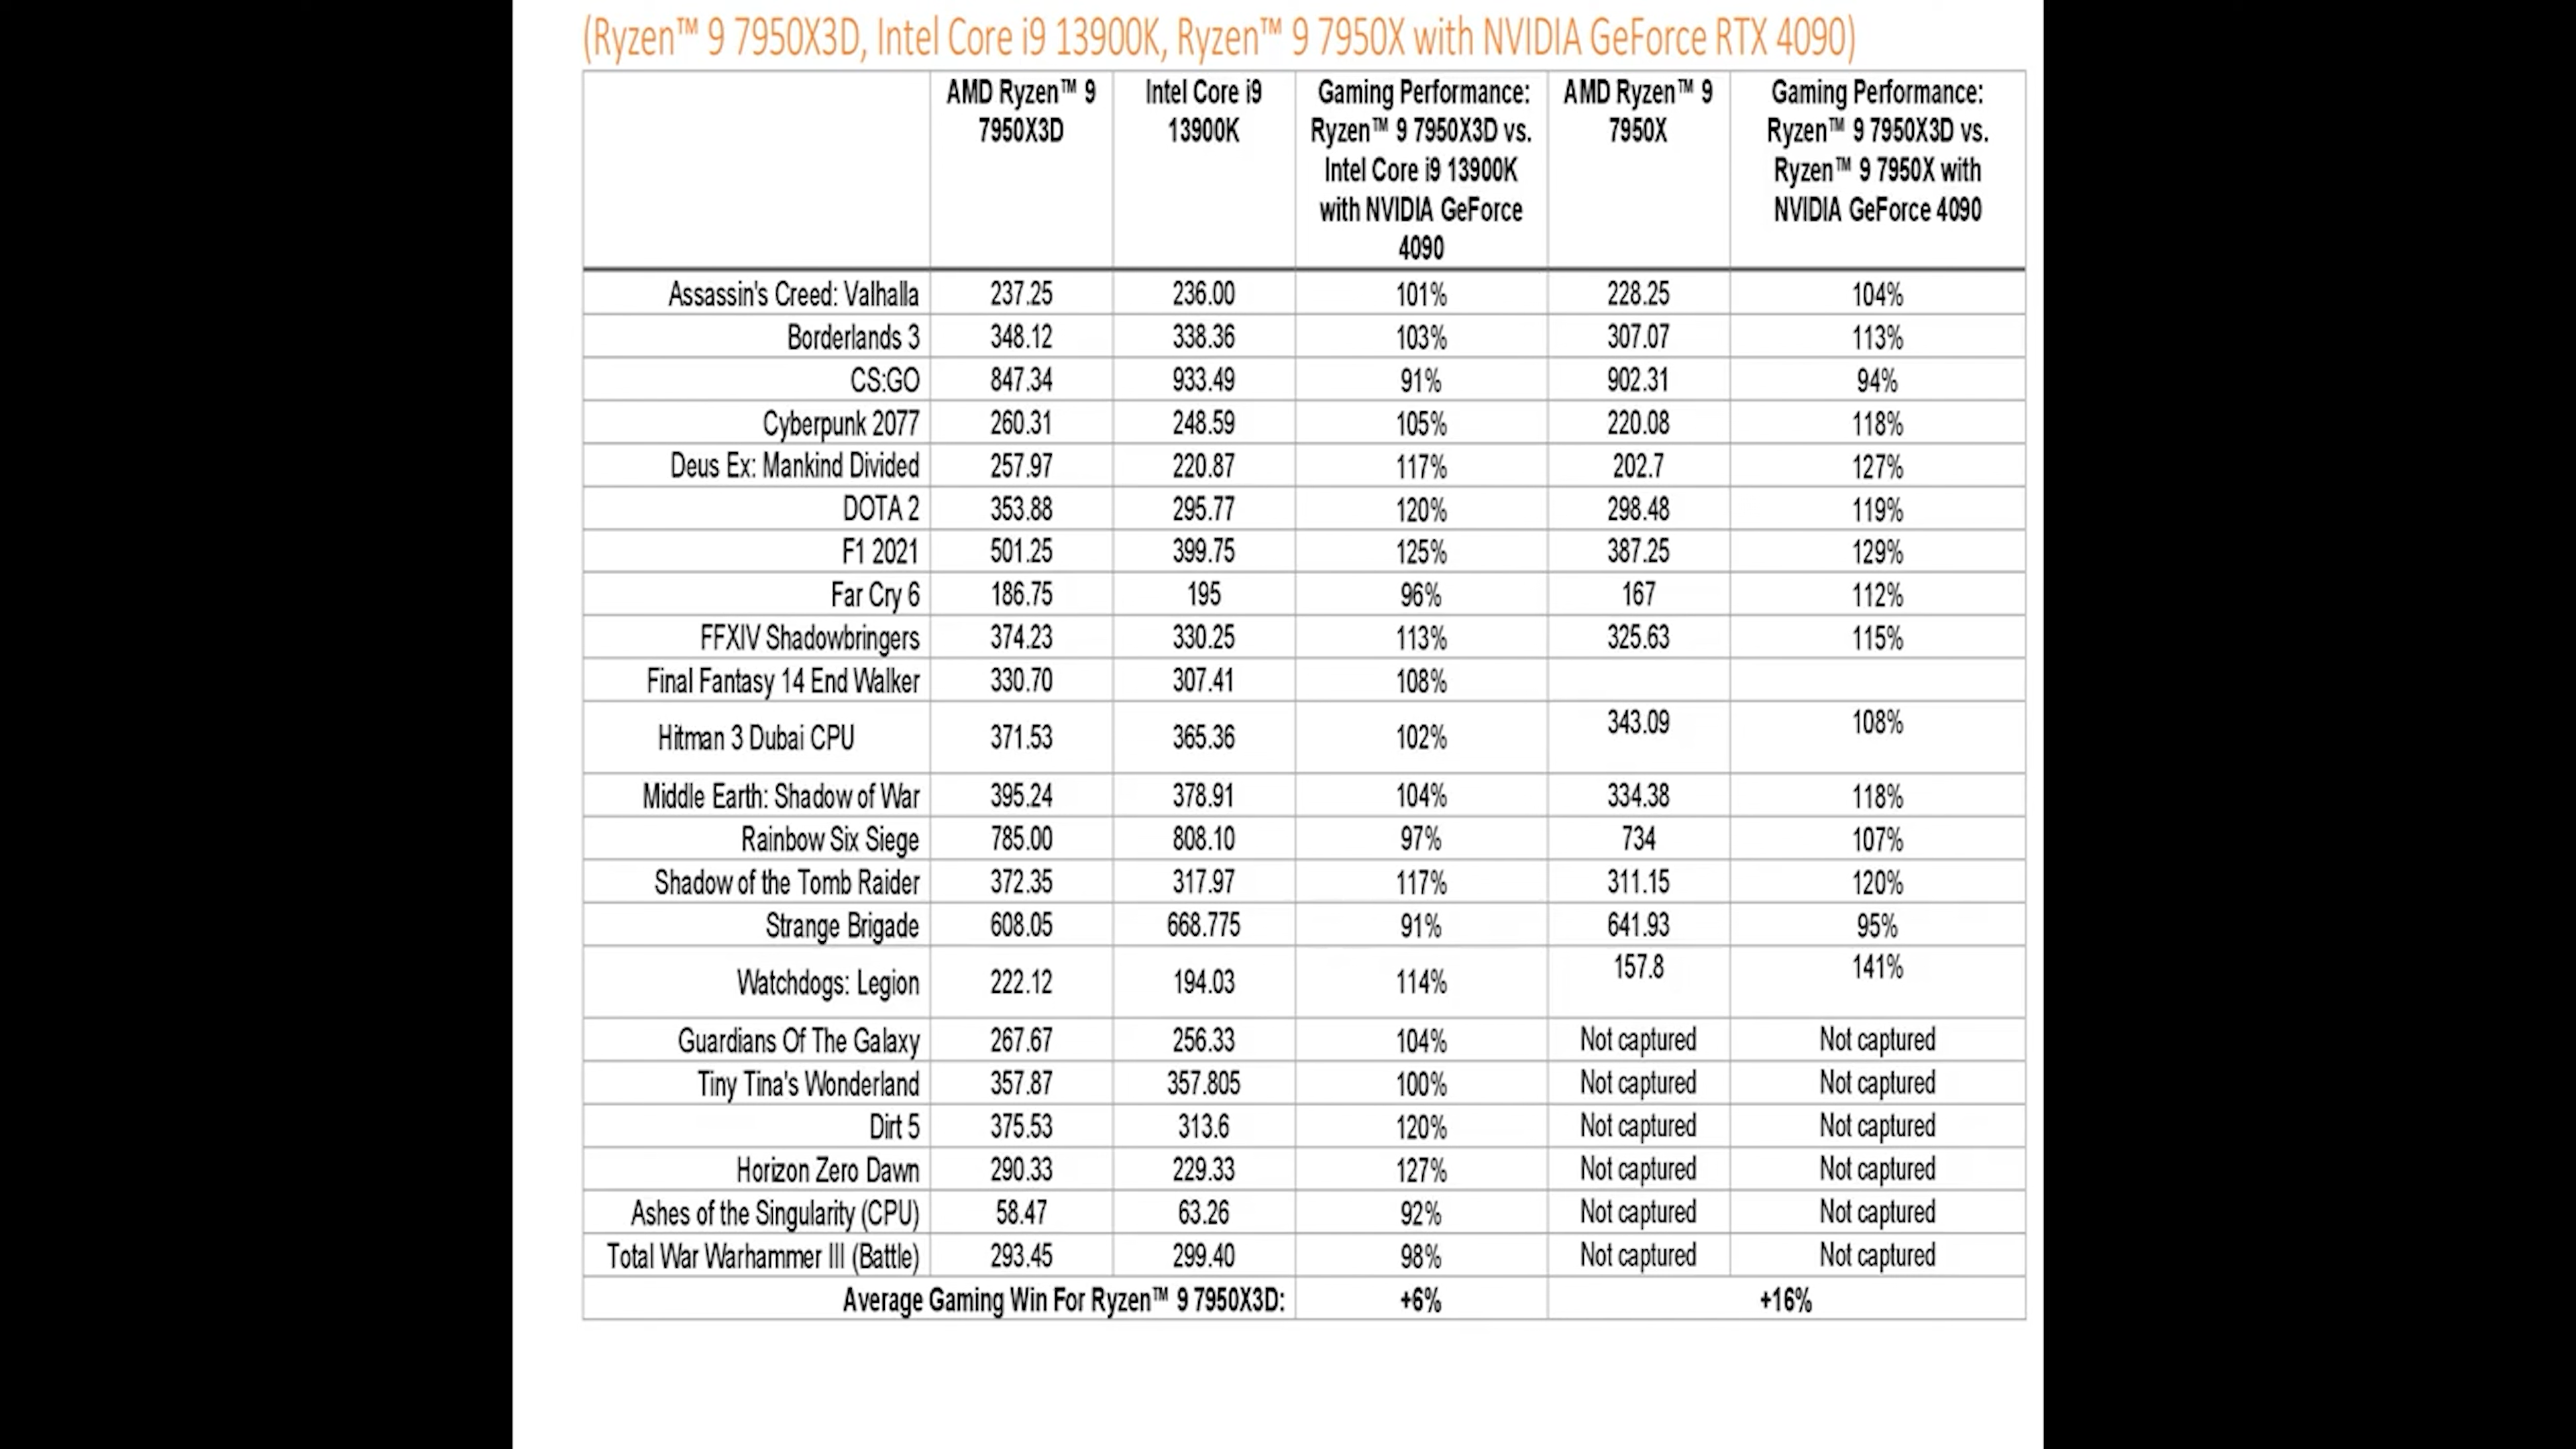 (Ryzen™ 9 7950X3D, Intel Core i9 13900K, Ryzen™ 9 7950X with NVIDIA GeForce RTX 4090)
AMD Ryzen™ 9 7950X3D Intel Core i9 13900K Gaming Performance: Ryzen™ 9 7950X3D vs. Intel Core i9 13900K with NVIDIA GeForce 4090 AMD Ryzen™ 9 7950X Gaming Performance: Ryzen™ 9 7950X3D vs. Ryzen™ 9 7950X with NVIDIA GeForce 4090
Assassin's Creed: Valhalla 237.25 236.00 101% 228.25 104%
Borderlands 3 348.12 338.36 103% 307.07 113%
CS:GO 847.34 933.49 91% 902.31 94%
Cyberpunk 2077 260.31 248.59 105% 220.08 118%
Deus Ex: Mankind Divided 257.97 220.87 117% 202.7 127%
DOTA 2 353.88 295.77 120% 298.48 119%
F1 2021 501.25 399.75 125% 387.25 129%
Far Cry 6 186.75 195 96% 167 112%
FFXIV Shadowbringers 374.23 330.25 113% 325.63 115%
Final Fantasy 14 End Walker 330.70 307.41 108%
Hitman 3 Dubai CPU 371.53 365.36 102% 343.09 108%
Middle Earth: Shadow of War 395.24 378.91 104% 334.38 118%
Rainbow Six Siege 785.00 808.10 97% 734 107%
Shadow of the Tomb Raider 372.35 317.97 117% 311.15 120%
Strange Brigade 608.05 668.775 91% 641.93 95%
Watchdogs: Legion 222.12 194.03 114% 157.8 141%
Guardians Of The Galaxy 267.67 256.33 104% Not captured Not captured
Tiny Tina's Wonderland 357.87 357.805 100% Not captured Not captured
Dirt 5 375.53 313.6 120% Not captured Not captured
Horizon Zero Dawn 290.33 229.33 127% Not captured Not captured
Ashes of the Singularity (CPU) 58.47 63.26 92% Not captured Not captured
Total War Warhammer III (Battle) 293.45 299.40 98% Not captured Not captured
Average Gaming Win For Ryzen™ 9 7950X3D: +6% +16%